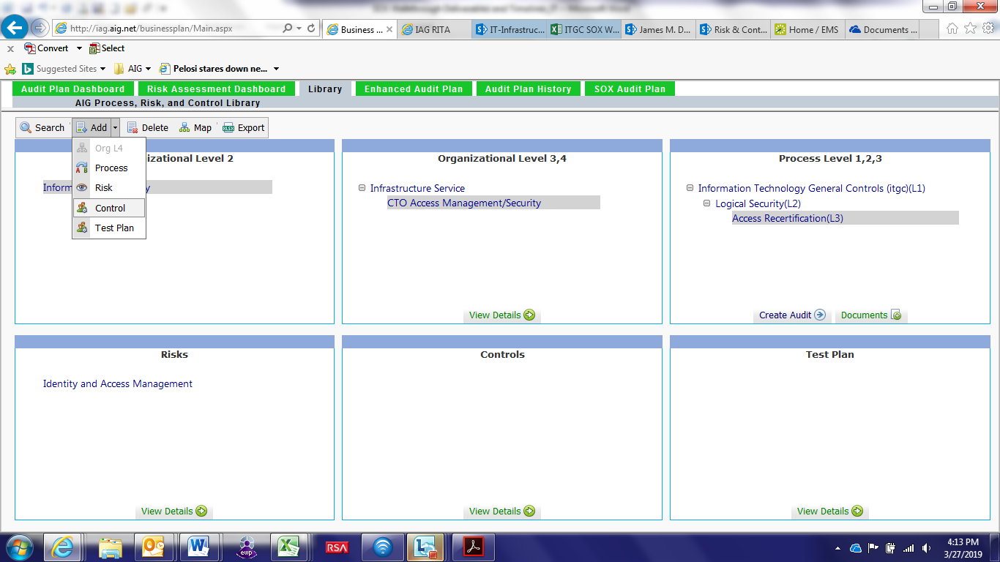 http://iag.aig.net/businessplan/Main.aspx
Business ...
IAG RITA
IT-Infrastruc...
ITGC SOX W...
James M. D...
Risk & Cont...
Home / EMS
Documents ...
x Convert Select
Suggested Sites AIG Pelosi stares down ne...
Audit Plan Dashboard Risk Assessment Dashboard Library Enhanced Audit Plan Audit Plan History SOX Audit Plan
AIG Process, Risk, and Control Library
Search Add Delete Map Export
Org L4
Process
Risk
Control
Test Plan
izational Level 2
Inform
y
Organizational Level 3,4
Infrastructure Service
CTO Access Management/Security
View Details
Process Level 1,2,3
Information Technology General Controls (itgc)(L1)
Logical Security(L2)
Access Recertification(L3)
Create Audit Documents
Risks
Identity and Access Management
View Details
Controls
View Details
Test Plan
View Details
ewp
RSA
4:13 PM
3/27/2019